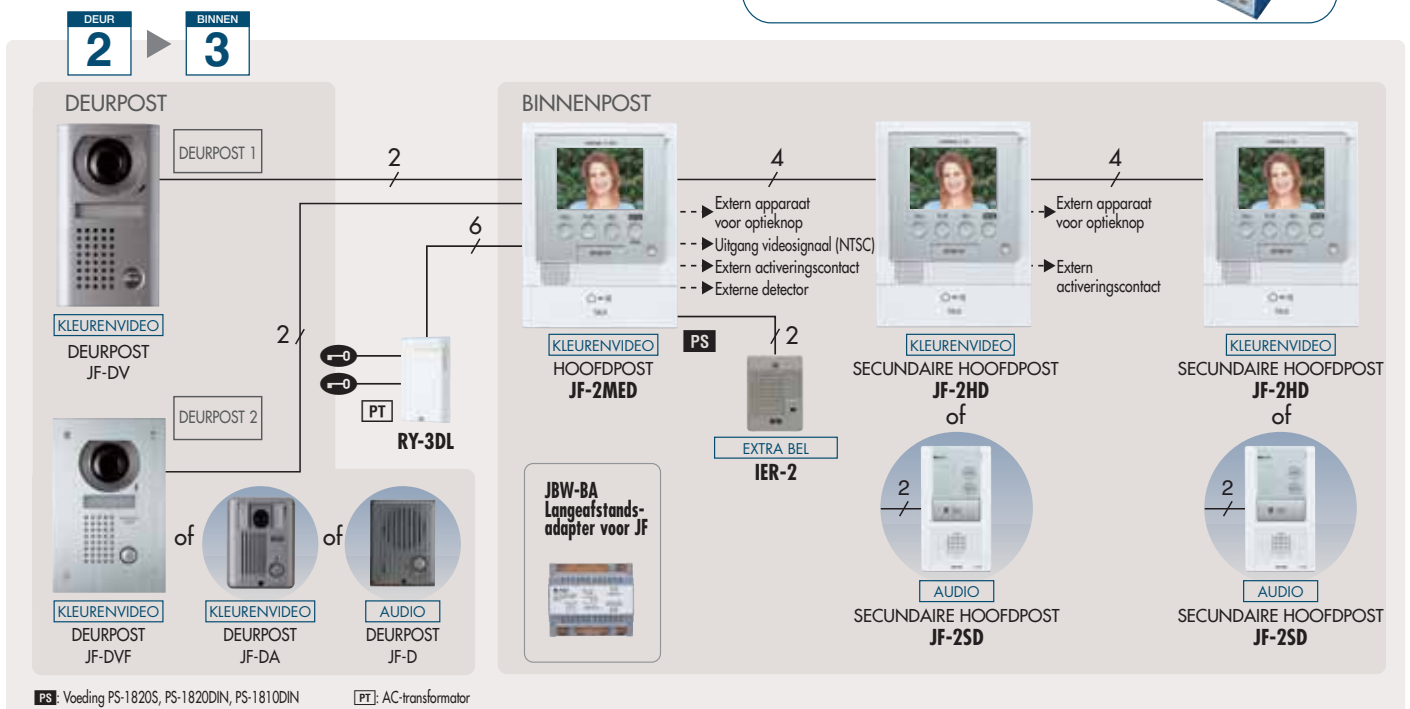 DEUR
2
BINNEN
3
DEURPOST
DEURPOST 1
2
KLEURENVIDEO
DEURPOST
JF-DV
2
DEURPOST 2
6
PT
RY-3DL
of
of
KLEURENVIDEO
DEURPOST
JF-DVF
KLEURENVIDEO
DEURPOST
JF-DA
AUDIO
DEURPOST
JF-D
BINNENPOST
4
Extern apparaat
voor optieknop
Uitgang videosignaal (NTSC)
Extern activeringscontact
Externe detector
KLEURENVIDEO
HOOFDPOST
JF-2MED
PS
2
EXTRA BEL
IER-2
JBW-BA
Langeafstands-
adapter voor JF
4
Extern apparaat
voor optieknop
Extern
activeringscontact
KLEURENVIDEO
SECUNDAIRE HOOFDPOST
JF-2HD
of
2
AUDIO
SECUNDAIRE HOOFDPOST
JF-2SD
KLEURENVIDEO
SECUNDAIRE HOOFDPOST
JF-2HD
of
2
AUDIO
SECUNDAIRE HOOFDPOST
JF-2SD
PS: Voeding PS-1820S, PS-1820DIN, PS-1810DIN
PT: AC-transformator